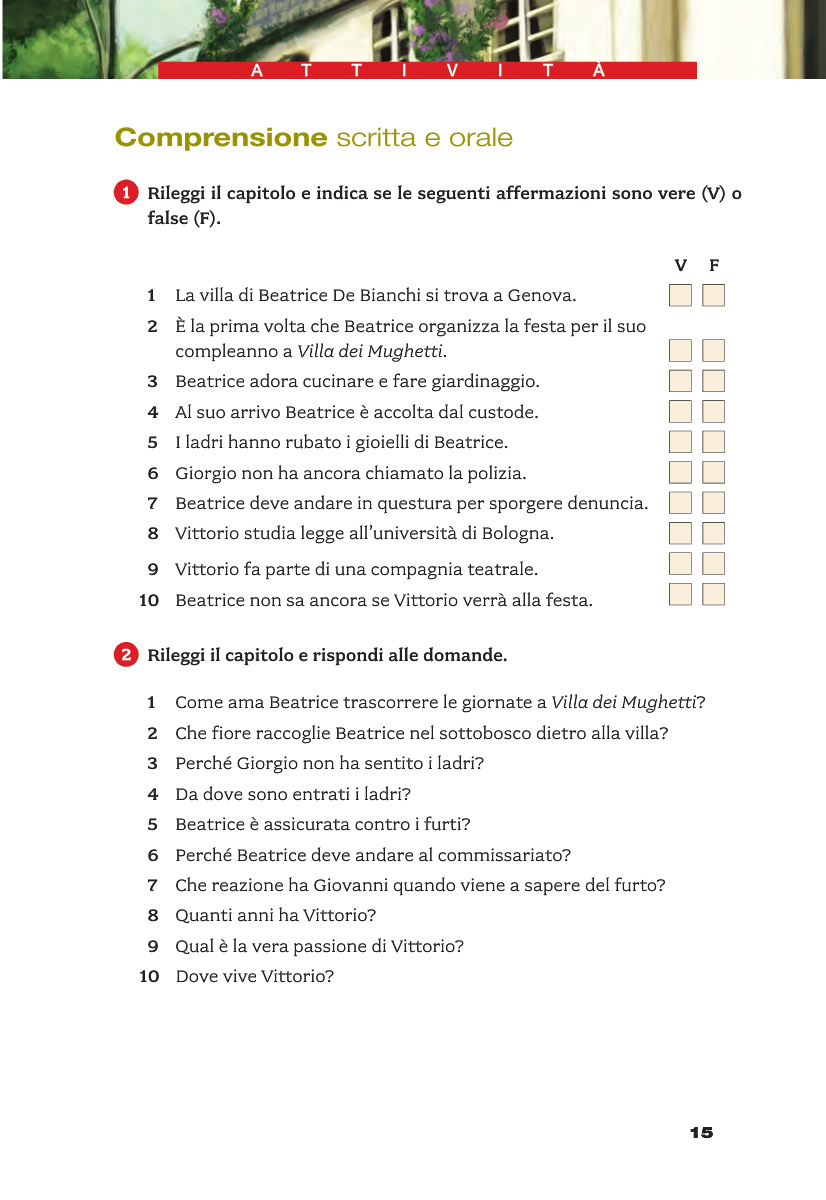 ATTIVITÀ
Comprensione scritta e orale
1 Rileggi il capitolo e indica se le seguenti affermazioni sono vere (V) o
false (F).
V F
1 La villa di Beatrice De Bianchi si trova a Genova.
2 È la prima volta che Beatrice organizza la festa per il suo
compleanno a Villa dei Mughetti.
3 Beatrice adora cucinare e fare giardinaggio.
4 Al suo arrivo Beatrice è accolta dal custode.
5 I ladri hanno rubato i gioielli di Beatrice.
6 Giorgio non ha ancora chiamato la polizia.
7 Beatrice deve andare in questura per sporgere denuncia.
8 Vittorio studia legge all’università di Bologna.
9 Vittorio fa parte di una compagnia teatrale.
10 Beatrice non sa ancora se Vittorio verrà alla festa.
2 Rileggi il capitolo e rispondi alle domande.
1 Come ama Beatrice trascorrere le giornate a Villa dei Mughetti?
2 Che fiore raccoglie Beatrice nel sottobosco dietro alla villa?
3 Perché Giorgio non ha sentito i ladri?
4 Da dove sono entrati i ladri?
5 Beatrice è assicurata contro i furti?
6 Perché Beatrice deve andare al commissariato?
7 Che reazione ha Giovanni quando viene a sapere del furto?
8 Quanti anni ha Vittorio?
9 Qual è la vera passione di Vittorio?
10 Dove vive Vittorio?
15